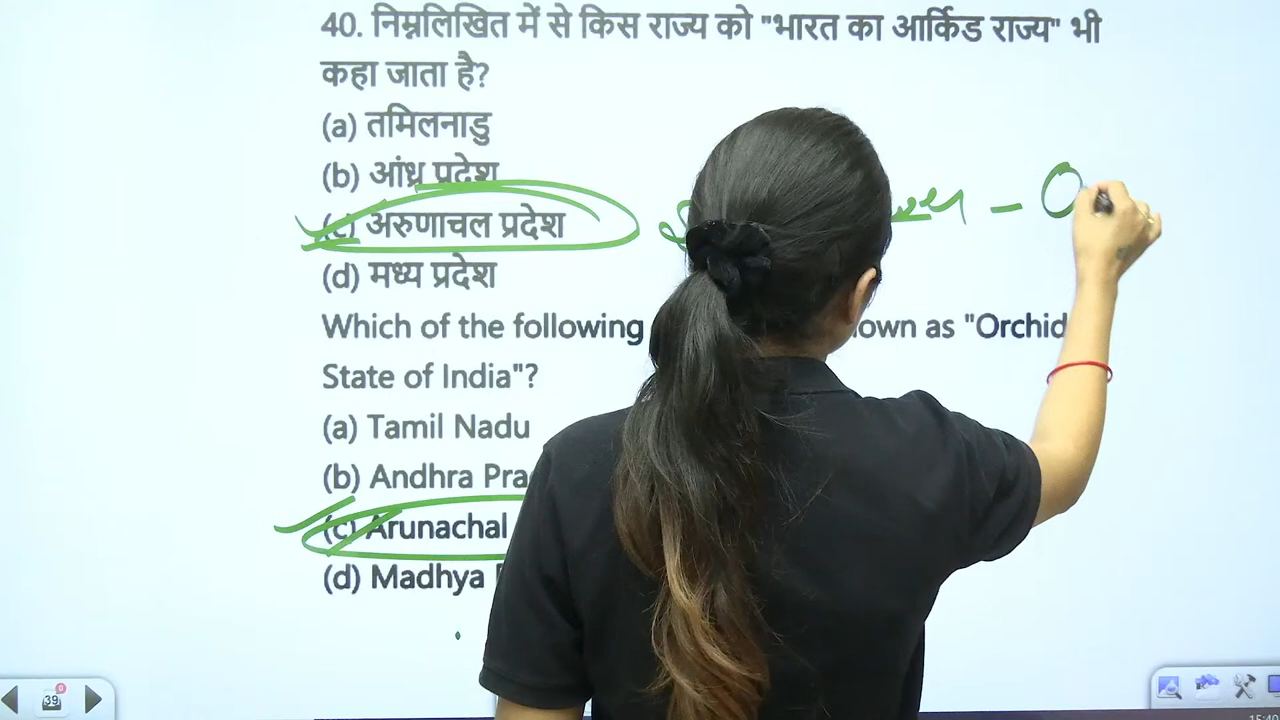 40. निम्नलिखित में से किस राज्य को "भारत का आर्किड राज्य" भी
कहा जाता है?
(a) तमिलनाडु
(b) आंध्र प्रदेश
(c) अरुणाचल प्रदेश
(d) मध्य प्रदेश
Which of the following own as "Orchid
State of India"?
(a) Tamil Nadu
(b) Andhra Pra
(c) Arunachal
(d) Madhya
39